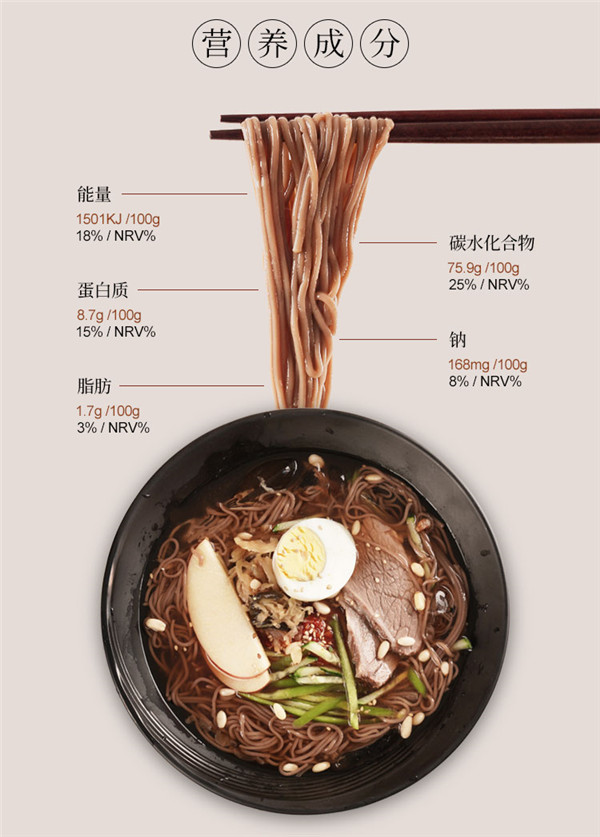 营养成分
能量
1501KJ /100g
18% / NRV%
蛋白质
8.7g /100g
15% / NRV%
脂肪
1.7g /100g
3% / NRV%
碳水化合物
75.9g /100g
25% / NRV%
钠
168mg /100g
8% / NRV%